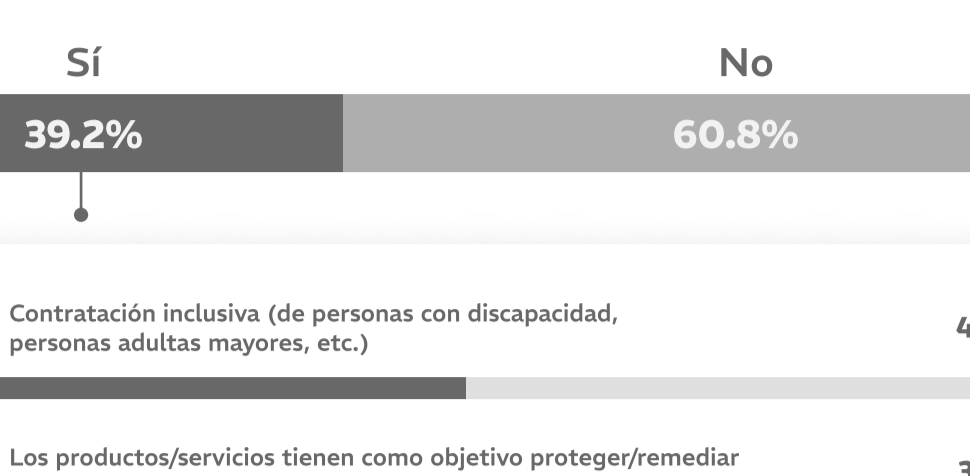 Sí No
39.2% 60.8%
Contratación inclusiva (de personas con discapacidad,
personas adultas mayores, etc.)
Los productos/servicios tienen como objetivo proteger/remediar